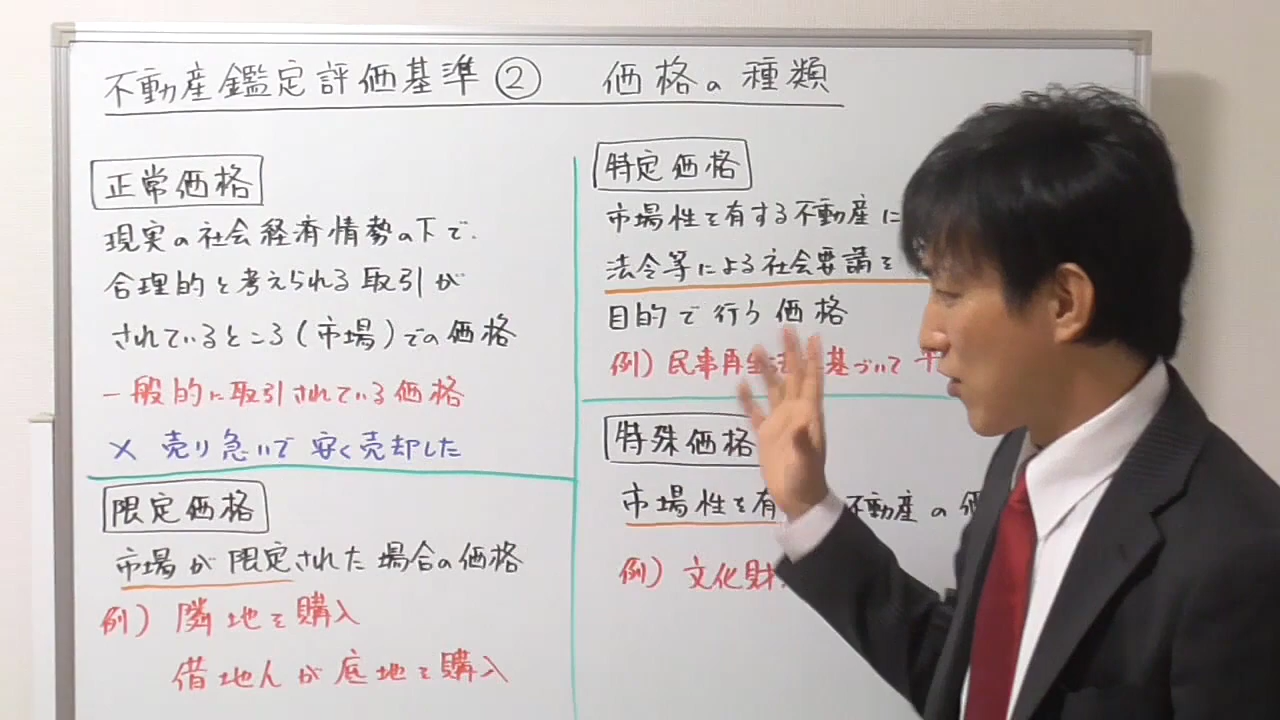 不動産鑑定評価基準② 価格の種類
正常価格
現実の社会経済情勢の下で、
合理的と考えられる取引が
されているところ(市場)での価格
一般的に取引されている価格
× 売り急いで安く売却した
限定価格
市場が限定された場合の価格
例)隣地を購入
借地人が底地を購入
特定価格
市場性を有する不動産に
法令等による社会要請を
目的で行う価格
例)民事再生法 基づいて
特殊価格
市場性を有 不動産の価
例)文化財